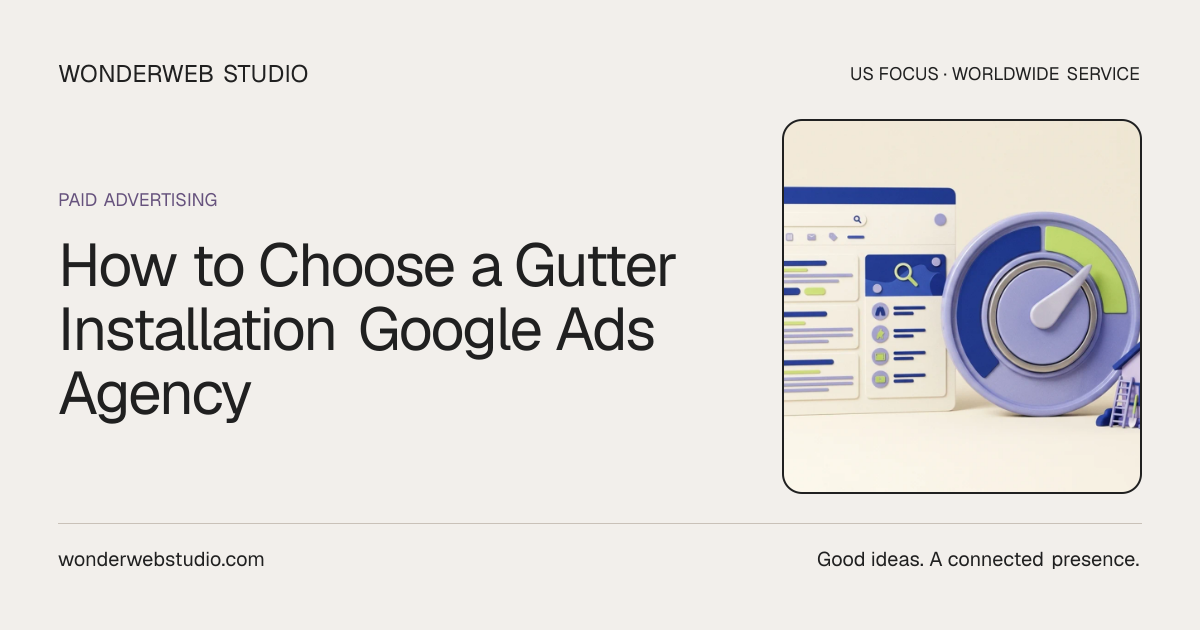 WONDERWEB STUDIO
US FOCUS · WORLDWIDE SERVICE
PAID ADVERTISING
How to Choose a Gutter
Installation Google Ads
Agency
wonderwebstudio.com
Good ideas. A connected presence.